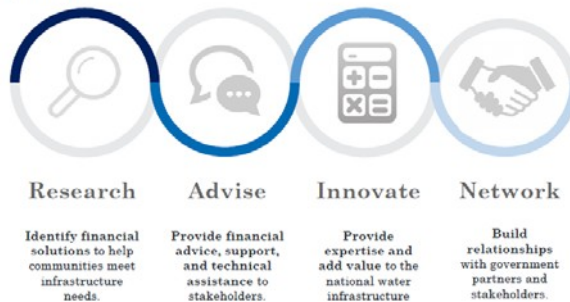 Research
Identify financial
solutions to help
communities meet
infrastructure
needs.
Advise
Provide financial
advice, support,
and technical
assistance to
stakeholders.
Innovate
Provide
expertise and
add value to the
national water
infrastructure
Network
Build
relationships
with government
partners and
stakeholders.